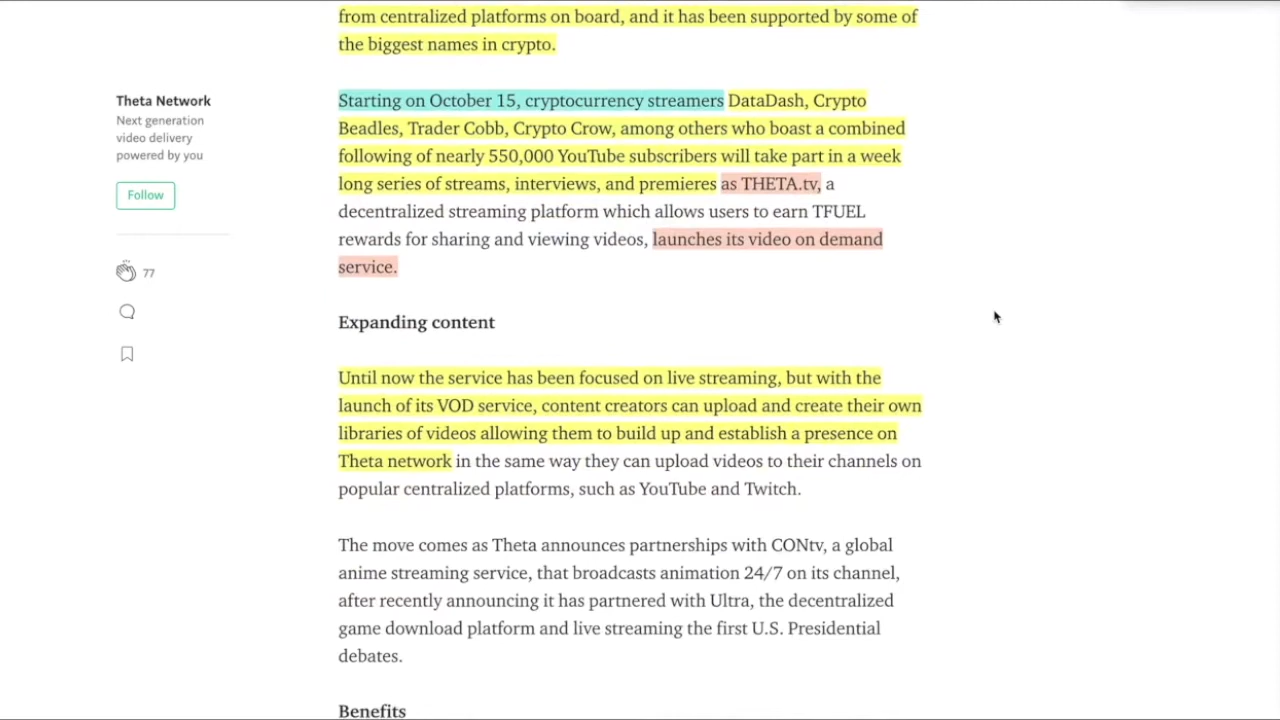 from centralized platforms on board, and it has been supported by some of
the biggest names in crypto.
Theta Network
Next generation
video delivery
powered by you
Follow
77
Starting on October 15, cryptocurrency streamers DataDash, Crypto
Beadles, Trader Cobb, Crypto Crow, among others who boast a combined
following of nearly 550,000 YouTube subscribers will take part in a week
long series of streams, interviews, and premieres as THETA.tv, a
decentralized streaming platform which allows users to earn TFUEL
rewards for sharing and viewing videos, launches its video on demand
service.
Expanding content
Until now the service has been focused on live streaming, but with the
launch of its VOD service, content creators can upload and create their own
libraries of videos allowing them to build up and establish a presence on
Theta network in the same way they can upload videos to their channels on
popular centralized platforms, such as YouTube and Twitch.
The move comes as Theta announces partnerships with CONtv, a global
anime streaming service, that broadcasts animation 24/7 on its channel,
after recently announcing it has partnered with Ultra, the decentralized
game download platform and live streaming the first U.S. Presidential
debates.
Benefits